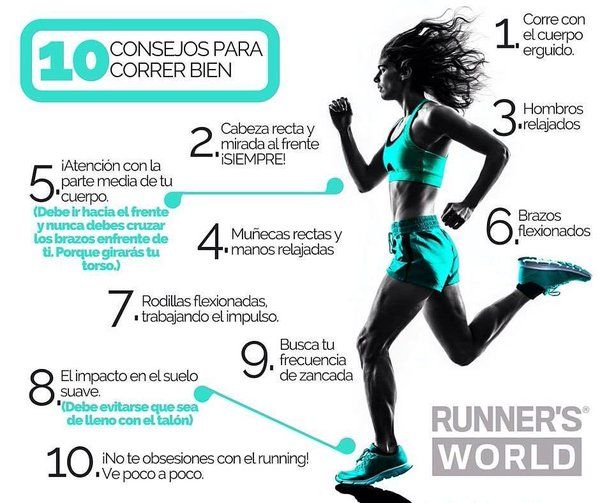 10 CONSEJOS PARA
CORRER BIEN
1. Corre con
el cuerpo
erguido.
2. Cabeza recta y
mirada al frente
¡SIEMPRE!
3. Hombros
relajados
4. Muñecas rectas y
manos relajadas
5. ¡Atención con la
parte media de tu
cuerpo.
(Debe ir hacia el frente
y nunca debes cruzar
los brazos enfrente de
ti. Porque girarás tu
torso.)
6. Brazos
flexionados
7. Rodillas flexionadas,
trabajando el impulso.
8. El impacto en el suelo
suave.
(Debe evitarse que sea
de lleno con el talón)
9. Busca tu
frecuencia
de zancada
10. ¡No te obsesiones con el running!
Ve poco a poco.
RUNNER'S®
WORLD